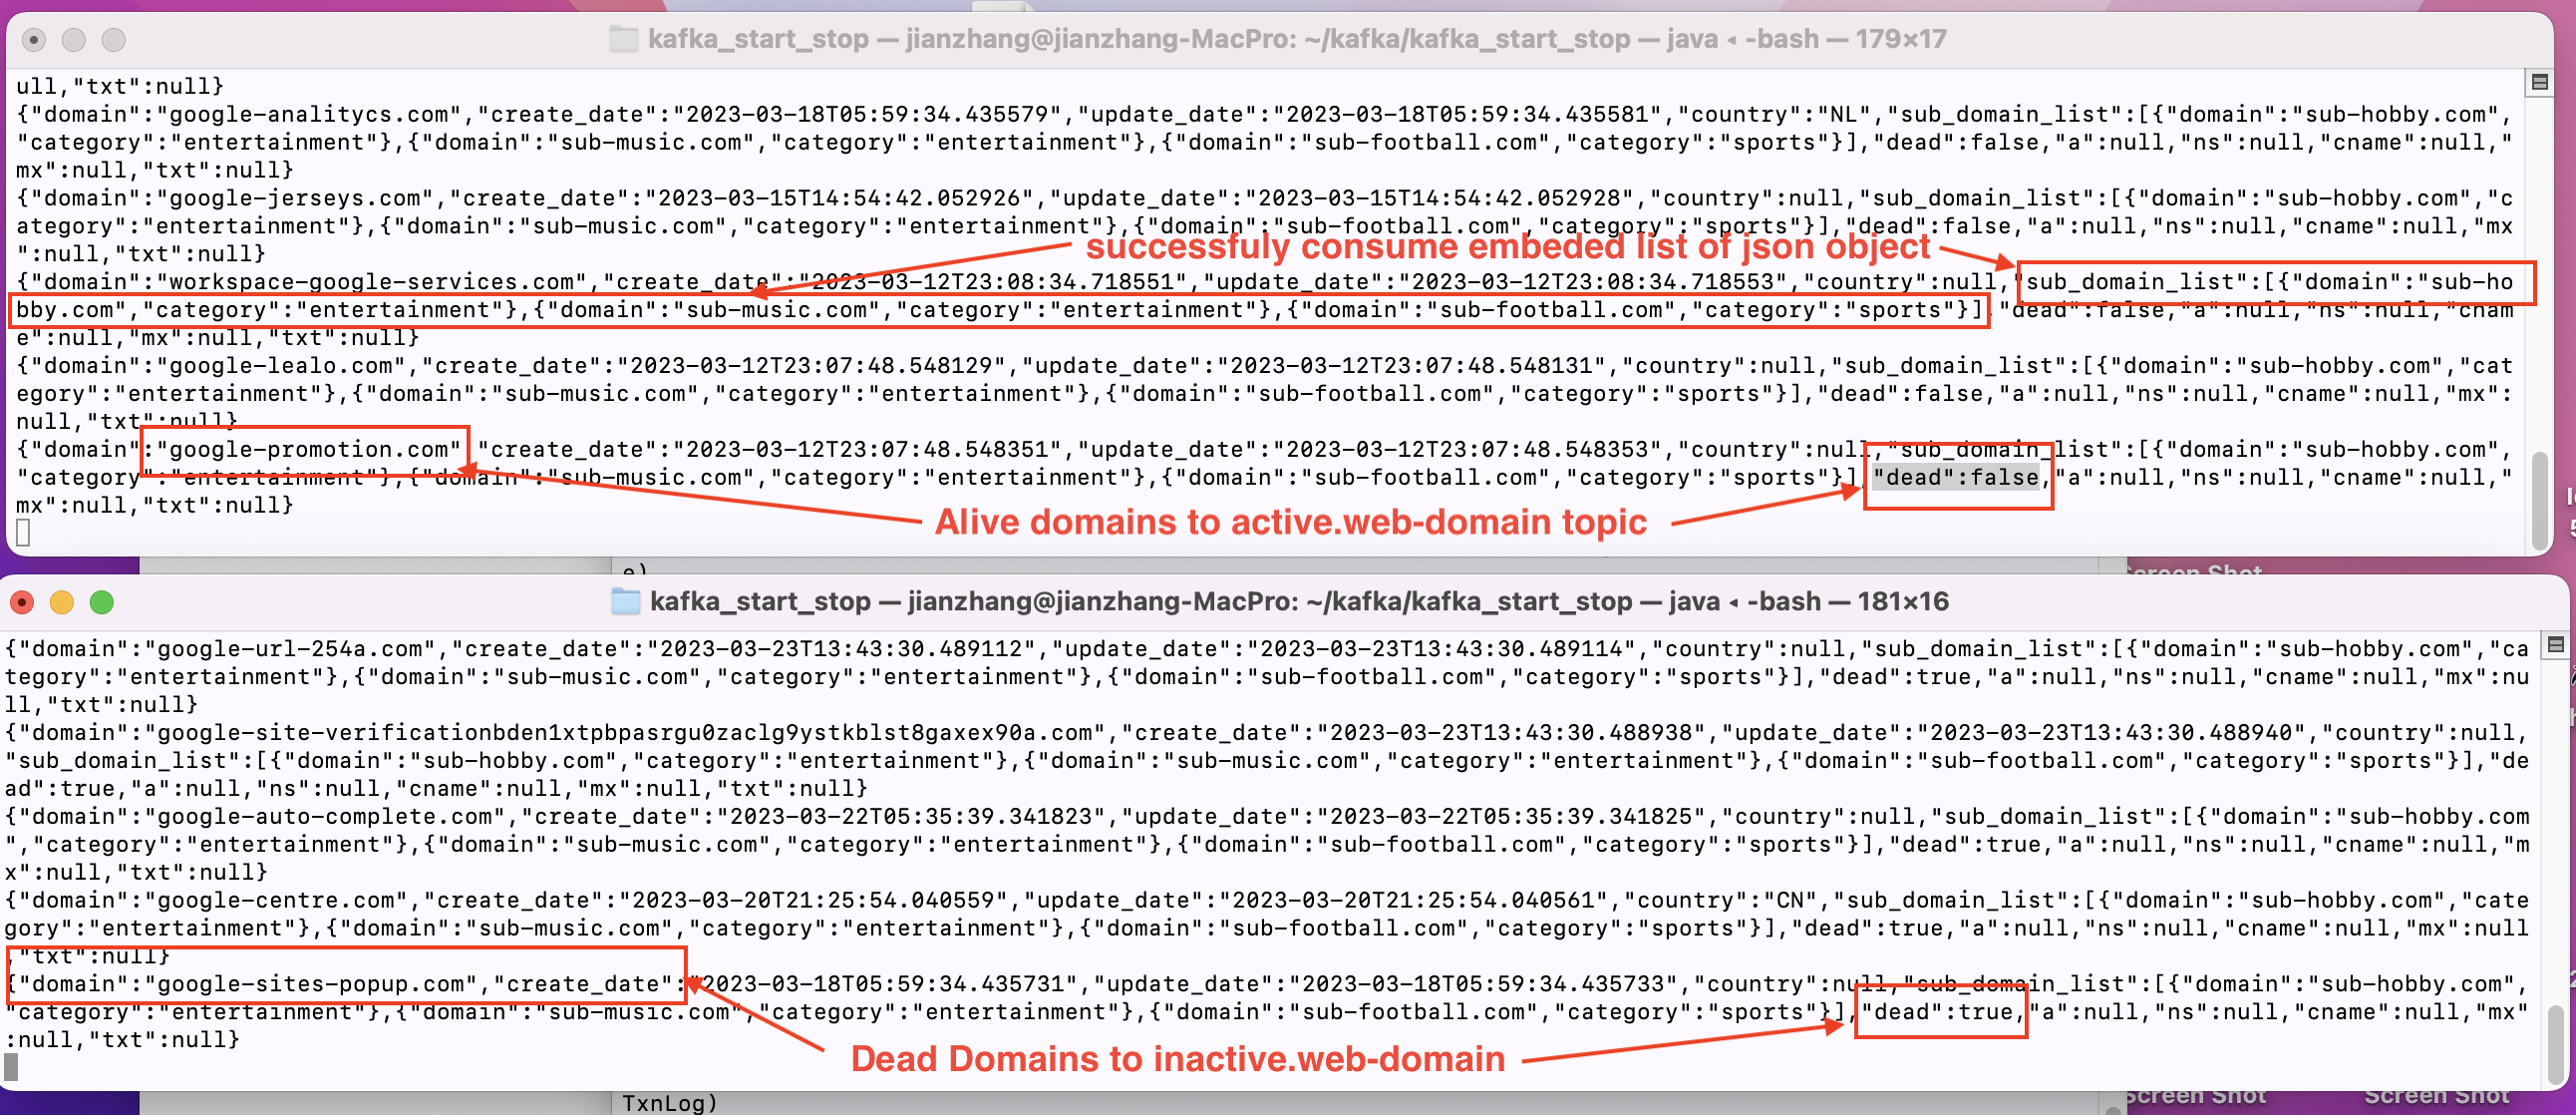 kafka_start_stop — jianzhang@jianzhang-MacPro: ~/kafka/kafka_start_stop — java ◂ -bash — 179×17
ull,"txt":null}
{"domain":"google-analitycs.com","create_date":"2023-03-18T05:59:34.435579","update_date":"2023-03-18T05:59:34.435581","country":"NL","sub_domain_list":[{"domain":"sub-hobby.com",
"category":"entertainment"},{"domain":"sub-music.com","category":"entertainment"},{"domain":"sub-football.com","category":"sports"}],"dead":false,"a":null,"ns":null,"cname":null,"
mx":null,"txt":null}
{"domain":"google-jerseys.com","create_date":"2023-03-15T14:54:42.052926","update_date":"2023-03-15T14:54:42.052928","country":null,"sub_domain_list":[{"domain":"sub-hobby.com","c
ategory":"entertainment"},{"domain":"sub-music.com","category":"entertainment"},{"domain":"sub-football.com","category":"sports"}],"dead":false,"a":null,"ns":null,"cname":null,"mx
":null,"txt":null}
successfuly consume embeded list of json object
{"domain":"workspace-google-services.com","create_date":"2023-03-12T23:08:34.718551","update_date":"2023-03-12T23:08:34.718553","country":null,"sub_domain_list":[{"domain":"sub-ho
bby.com","category":"entertainment"},{"domain":"sub-music.com","category":"entertainment"},{"domain":"sub-football.com","category":"sports"}],"dead":false,"a":null,"ns":null,"cnam
e":null,"mx":null,"txt":null}
{"domain":"google-lealo.com","create_date":"2023-03-12T23:07:48.548129","update_date":"2023-03-12T23:07:48.548131","country":null,"sub_domain_list":[{"domain":"sub-hobby.com","cat
egory":"entertainment"},{"domain":"sub-music.com","category":"entertainment"},{"domain":"sub-football.com","category":"sports"}],"dead":false,"a":null,"ns":null,"cname":null,"mx":
null,"txt":null}
{"domain":"google-promotion.com","create_date":"2023-03-12T23:07:48.548351","update_date":"2023-03-12T23:07:48.548353","country":null,"sub_domain_list":[{"domain":"sub-hobby.com",
"category":"entertainment"},{"domain":"sub-music.com","category":"entertainment"},{"domain":"sub-football.com","category":"sports"}],"dead":false,"a":null,"ns":null,"cname":null,"
mx":null,"txt":null}
Alive domains to active.web-domain topic
e)
Screen Shot
kafka_start_stop — jianzhang@jianzhang-MacPro: ~/kafka/kafka_start_stop — java ◂ -bash — 181×16
{"domain":"google-url-254a.com","create_date":"2023-03-23T13:43:30.489112","update_date":"2023-03-23T13:43:30.489114","country":null,"sub_domain_list":[{"domain":"sub-hobby.com","ca
tegory":"entertainment"},{"domain":"sub-music.com","category":"entertainment"},{"domain":"sub-football.com","category":"sports"}],"dead":true,"a":null,"ns":null,"cname":null,"mx":nu
ll,"txt":null}
{"domain":"google-site-verificationbden1xtpbpasrgu0zaclg9ystkblst8gaxex90a.com","create_date":"2023-03-23T13:43:30.488938","update_date":"2023-03-23T13:43:30.488940","country":null,
"sub_domain_list":[{"domain":"sub-hobby.com","category":"entertainment"},{"domain":"sub-music.com","category":"entertainment"},{"domain":"sub-football.com","category":"sports"}],"de
ad":true,"a":null,"ns":null,"cname":null,"mx":null,"txt":null}
{"domain":"google-auto-complete.com","create_date":"2023-03-22T05:35:39.341823","update_date":"2023-03-22T05:35:39.341825","country":null,"sub_domain_list":[{"domain":"sub-hobby.com
","category":"entertainment"},{"domain":"sub-music.com","category":"entertainment"},{"domain":"sub-football.com","category":"sports"}],"dead":true,"a":null,"ns":null,"cname":null,"m
x":null,"txt":null}
{"domain":"google-centre.com","create_date":"2023-03-20T21:25:54.040559","update_date":"2023-03-20T21:25:54.040561","country":"CN","sub_domain_list":[{"domain":"sub-hobby.com","cate
gory":"entertainment"},{"domain":"sub-music.com","category":"entertainment"},{"domain":"sub-football.com","category":"sports"}],"dead":true,"a":null,"ns":null,"cname":null,"mx":null
,"txt":null}
{"domain":"google-sites-popup.com","create_date":"2023-03-18T05:59:34.435731","update_date":"2023-03-18T05:59:34.435733","country":null,"sub_domain_list":[{"domain":"sub-hobby.com",
"category":"entertainment"},{"domain":"sub-music.com","category":"entertainment"},{"domain":"sub-football.com","category":"sports"}],"dead":true,"a":null,"ns":null,"cname":null,"mx"
:null,"txt":null}
Dead Domains to inactive.web-domain
TxnLog)
Screen Shot
Screen Shot